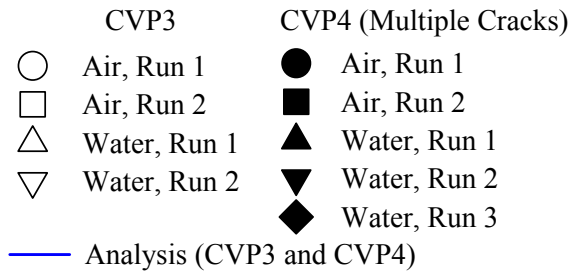 CVP3 CVP4 (Multiple Cracks)
Air, Run 1 Air, Run 1
Air, Run 2 Air, Run 2
Water, Run 1 Water, Run 1
Water, Run 2 Water, Run 2
Water, Run 3
Analysis (CVP3 and CVP4)